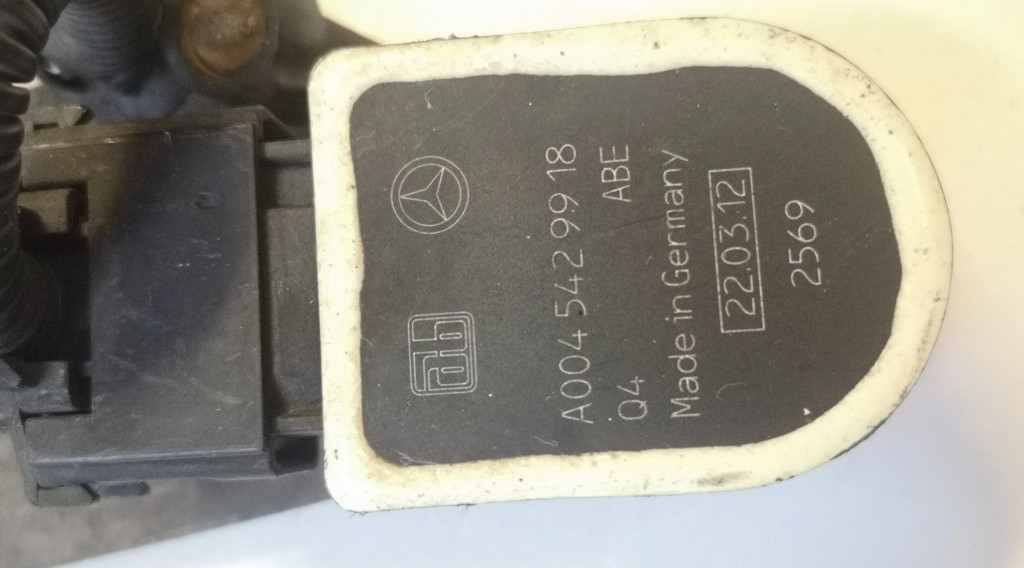 A004 542 99 18
Q4 ABE
Made in Germany
22.03.12
2569